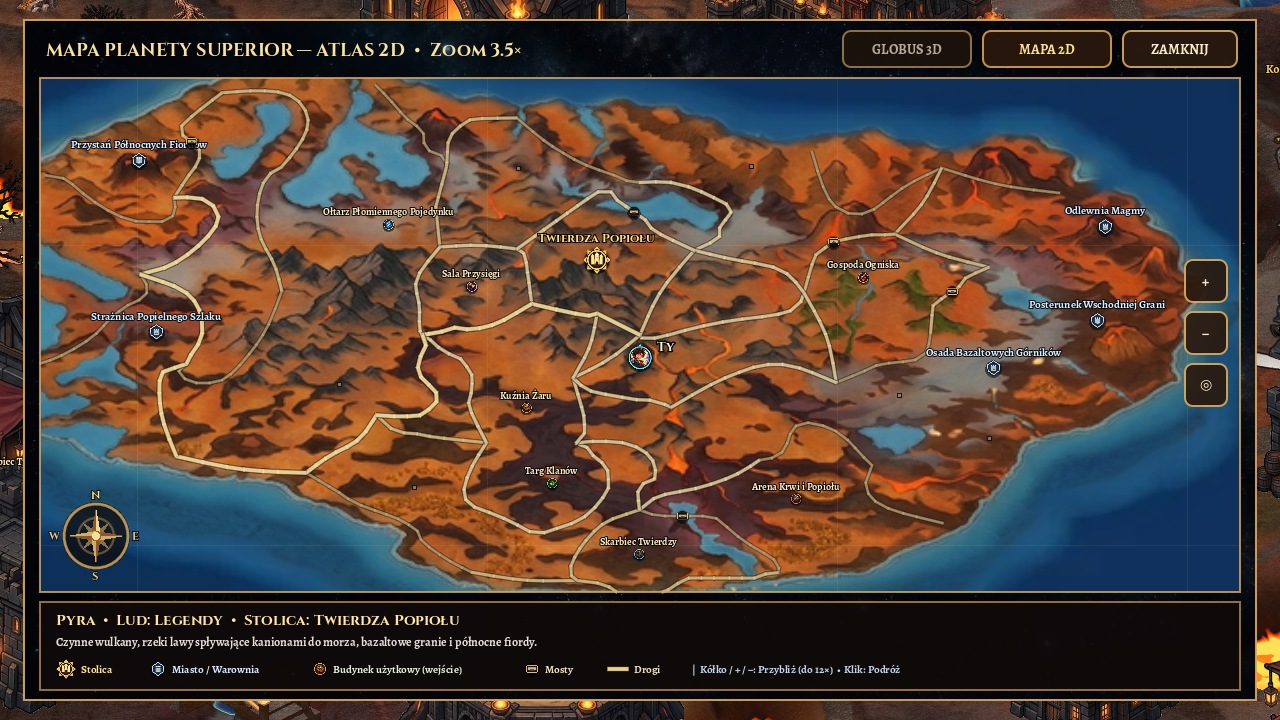 MAPA PLANETY SUPERIOR — ATLAS 2D • ZOOM 3.5×
GLOBUS 3D
MAPA 2D
ZAMKNIJ
Przystań Północnych Fiordów
Ołtarz Płomiennego Pojedynku
Odlewnia Magmy
TWIERDZA POPIOŁU
Gospoda Ogniska
Sala Przysięgi
+
Posterunek Wschodniej Grani
Strażnica Popielnego Szlaku
−
TY
Osada Bazaltowych Górników
◎
Kuźnia Żaru
Targ Klanów
Arena Krwi i Popiołu
N
W
E
S
Skarbiec Twierdzy
PYRA • LUD: LEGENDY • STOLICA: TWIERDZA POPIOŁU
Czynne wulkany, rzeki lawy spływające kanionami do morza, bazaltowe granie i północne fiordy.
Stolica
Miasto / Warownia
Budynek użytkowy (wejście)
Mosty
Drogi
| Kółko / + / −: Przybliż (do 12×) • Klik: Podróż